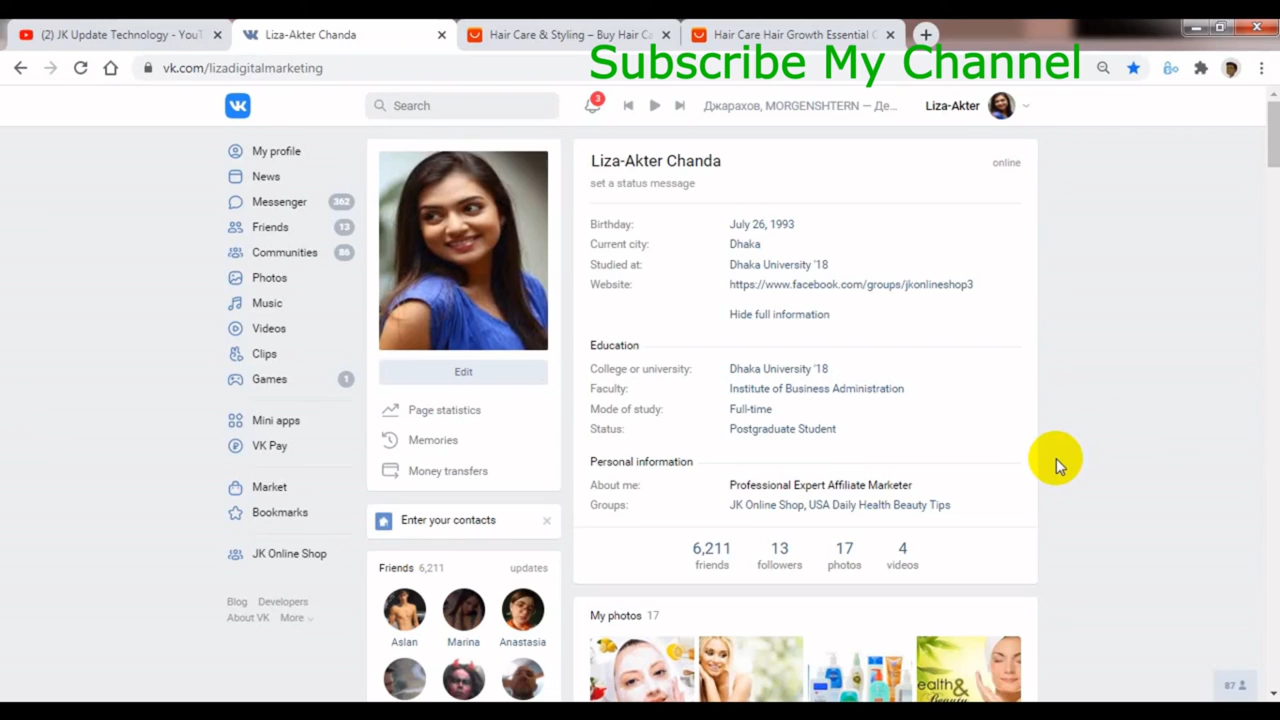 (2) JK Update Technology - YouT
Liza-Akter Chanda
Hair Care & Styling – Buy Hair Ca
Hair Care Hair Growth Essential O
Subscribe My Channel
vk.com/lizadigitalmarketing
Search
3
Джарахов, MORGENSHTERN — Де...
Liza-Akter
My profile
News
Messenger 362
Friends 13
Communities 86
Photos
Music
Videos
Clips
Games 1
Mini apps
VK Pay
Market
Bookmarks
JK Online Shop
Blog Developers
About VK More
Edit
Page statistics
Memories
Money transfers
Enter your contacts
Friends 6,211 updates
Aslan Marina Anastasia
Liza-Akter Chanda online
set a status message
Birthday: July 26, 1993
Current city: Dhaka
Studied at: Dhaka University '18
Website: https://www.facebook.com/groups/jkonlineshop3
Hide full information
Education
College or university: Dhaka University '18
Faculty: Institute of Business Administration
Mode of study: Full-time
Status: Postgraduate Student
Personal information
About me: Professional Expert Affiliate Marketer
Groups: JK Online Shop, USA Daily Health Beauty Tips
6,211 13 17 4
friends followers photos videos
My photos 17
ealth&
Beauty
87